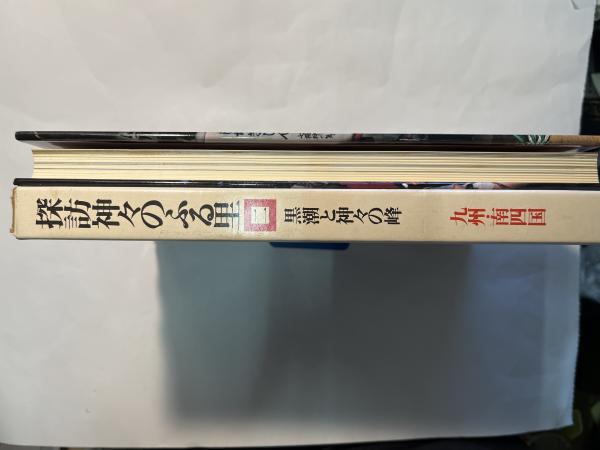 探訪神々のふる里
二
黒潮と神々の峰
九州・南四国